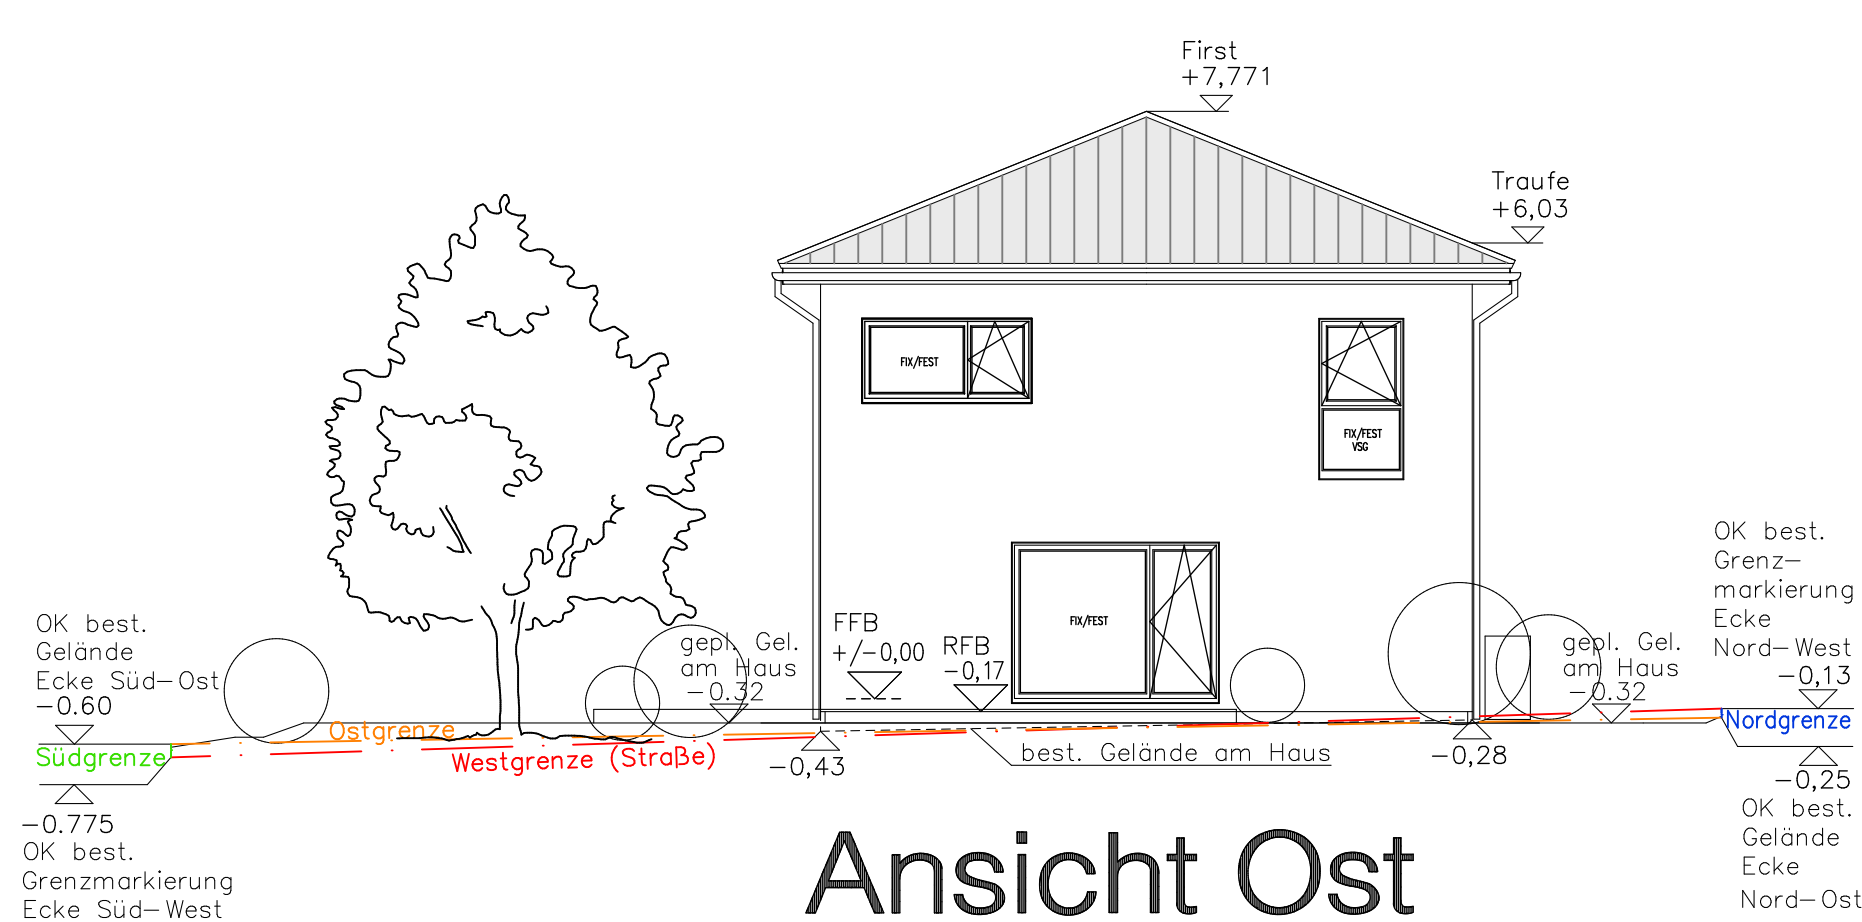 First
+7,771
Traufe
+6,03
FIX/FEST
FIX/FEST
VSG
OK best.
Grenz-
markierung
Ecke
Nord-West
-0,13
OK best.
Gelände
Ecke Süd-Ost
-0.60
gepl. Gel.
am Haus
-0.32
FFB
+/-0,00
RFB
-0,17
FIX/FEST
gepl. Gel.
am Haus
-0.32
Südgrenze
Ostgrenze
Westgrenze (Straße)
Nordgrenze
-0,43
best. Gelände am Haus
-0,28
-0,25
OK best.
Gelände
Ecke
Nord-Ost
-0.775
OK best.
Grenzmarkierung
Ecke Süd-West
Ansicht Ost